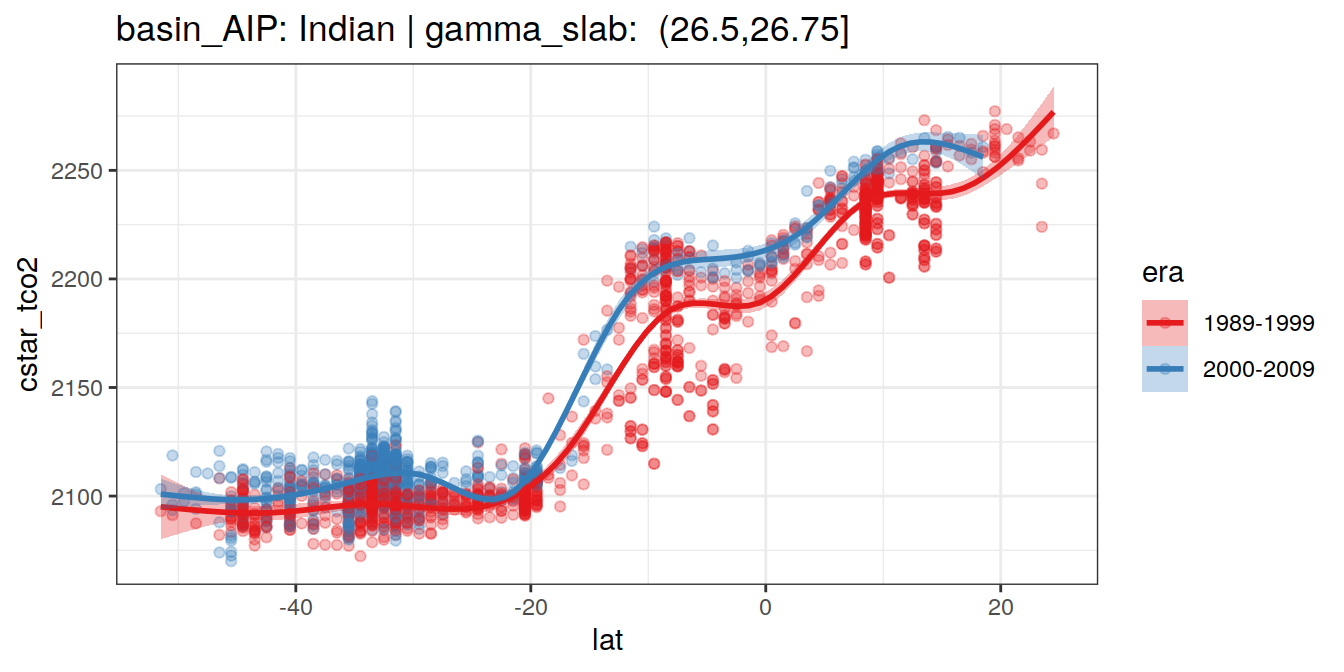 basin_AIP: Indian | gamma_slab:  (26.5,26.75]
cstar_tco2
2250
2200
2150
2100
-40
-20
0
20
lat
era
1989-1999
2000-2009